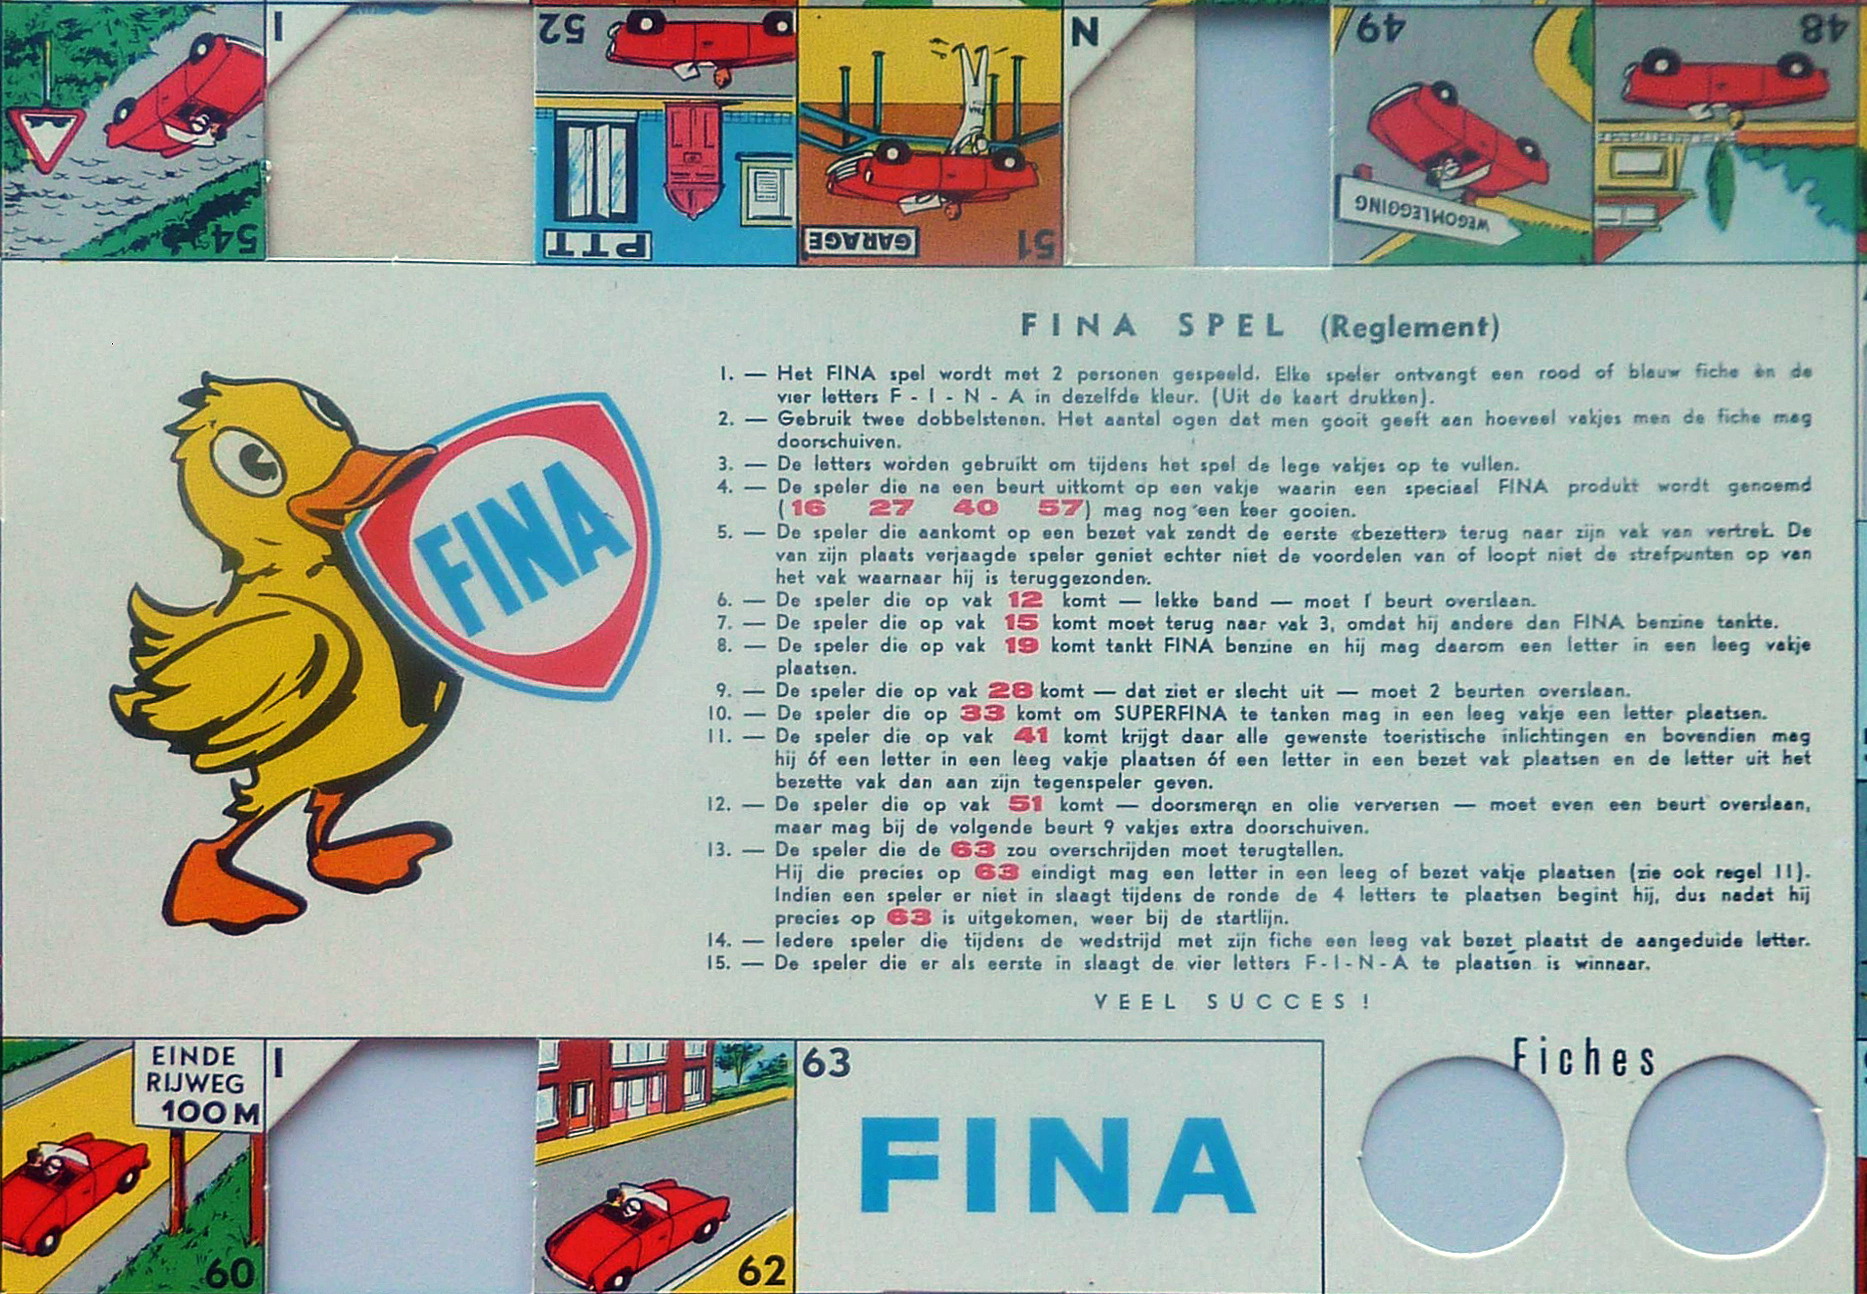 I
52
N
49
48
WEGOMLEGGING
54
PTT
GARAGE
51
FINA SPEL (Reglement)
1. — Het FINA spel wordt met 2 personen gespeeld. Elke speler ontvangt een rood of blauw fiche èn de
vier letters F - I - N - A in dezelfde kleur. (Uit de kaart drukken).
2. — Gebruik twee dobbelstenen. Het aantal ogen dat men gooit geeft aan hoeveel vakjes men de fiche mag
doorschuiven.
3. — De letters worden gebruikt om tijdens het spel de lege vakjes op te vullen.
4. — De speler die na een beurt uitkomt op een vakje waarin een speciaal FINA produkt wordt genoemd
(16 27 40 57) mag nog een keer gooien.
5. — De speler die aankomt op een bezet vak zendt de eerste «bezetter» terug naar zijn vak van vertrek. De
van zijn plaats verjaagde speler geniet echter niet de voordelen van of loopt niet de strafpunten op van
het vak waarnaar hij is teruggezonden.
6. — De speler die op vak 12 komt — lekke band — moet 1 beurt overslaan.
7. — De speler die op vak 15 komt moet terug naar vak 3, omdat hij andere dan FINA benzine tankte.
8. — De speler die op vak 19 komt tankt FINA benzine en hij mag daarom een letter in een leeg vakje
plaatsen.
9. — De speler die op vak 28 komt — dat ziet er slecht uit — moet 2 beurten overslaan.
10. — De speler die op 33 komt om SUPERFINA te tanken mag in een leeg vakje een letter plaatsen.
11. — De speler die op vak 41 komt krijgt daar alle gewenste toeristische inlichtingen en bovendien mag
hij óf een letter in een leeg vakje plaatsen óf een letter in een bezet vak plaatsen en de letter uit het
bezette vak dan aan zijn tegenspeler geven.
12. — De speler die op vak 51 komt — doorsmeren en olie verversen — moet even een beurt overslaan,
maar mag bij de volgende beurt 9 vakjes extra doorschuiven.
13. — De speler die de 63 zou overschrijden moet terugtellen.
Hij die precies op 63 eindigt mag een letter in een leeg of bezet vakje plaatsen (zie ook regel 11).
Indien een speler er niet in slaagt tijdens de ronde de 4 letters te plaatsen begint hij, dus nadat hij
precies op 63 is uitgekomen, weer bij de startlijn.
14. — Iedere speler die tijdens de wedstrijd met zijn fiche een leeg vak bezet plaatst de aangeduide letter.
15. — De speler die er als eerste in slaagt de vier letters F-I-N-A te plaatsen is winnaar.
VEEL SUCCES !
FINA
EINDE
RIJWEG
100 M
60
I
62
63
FINA
Fiches